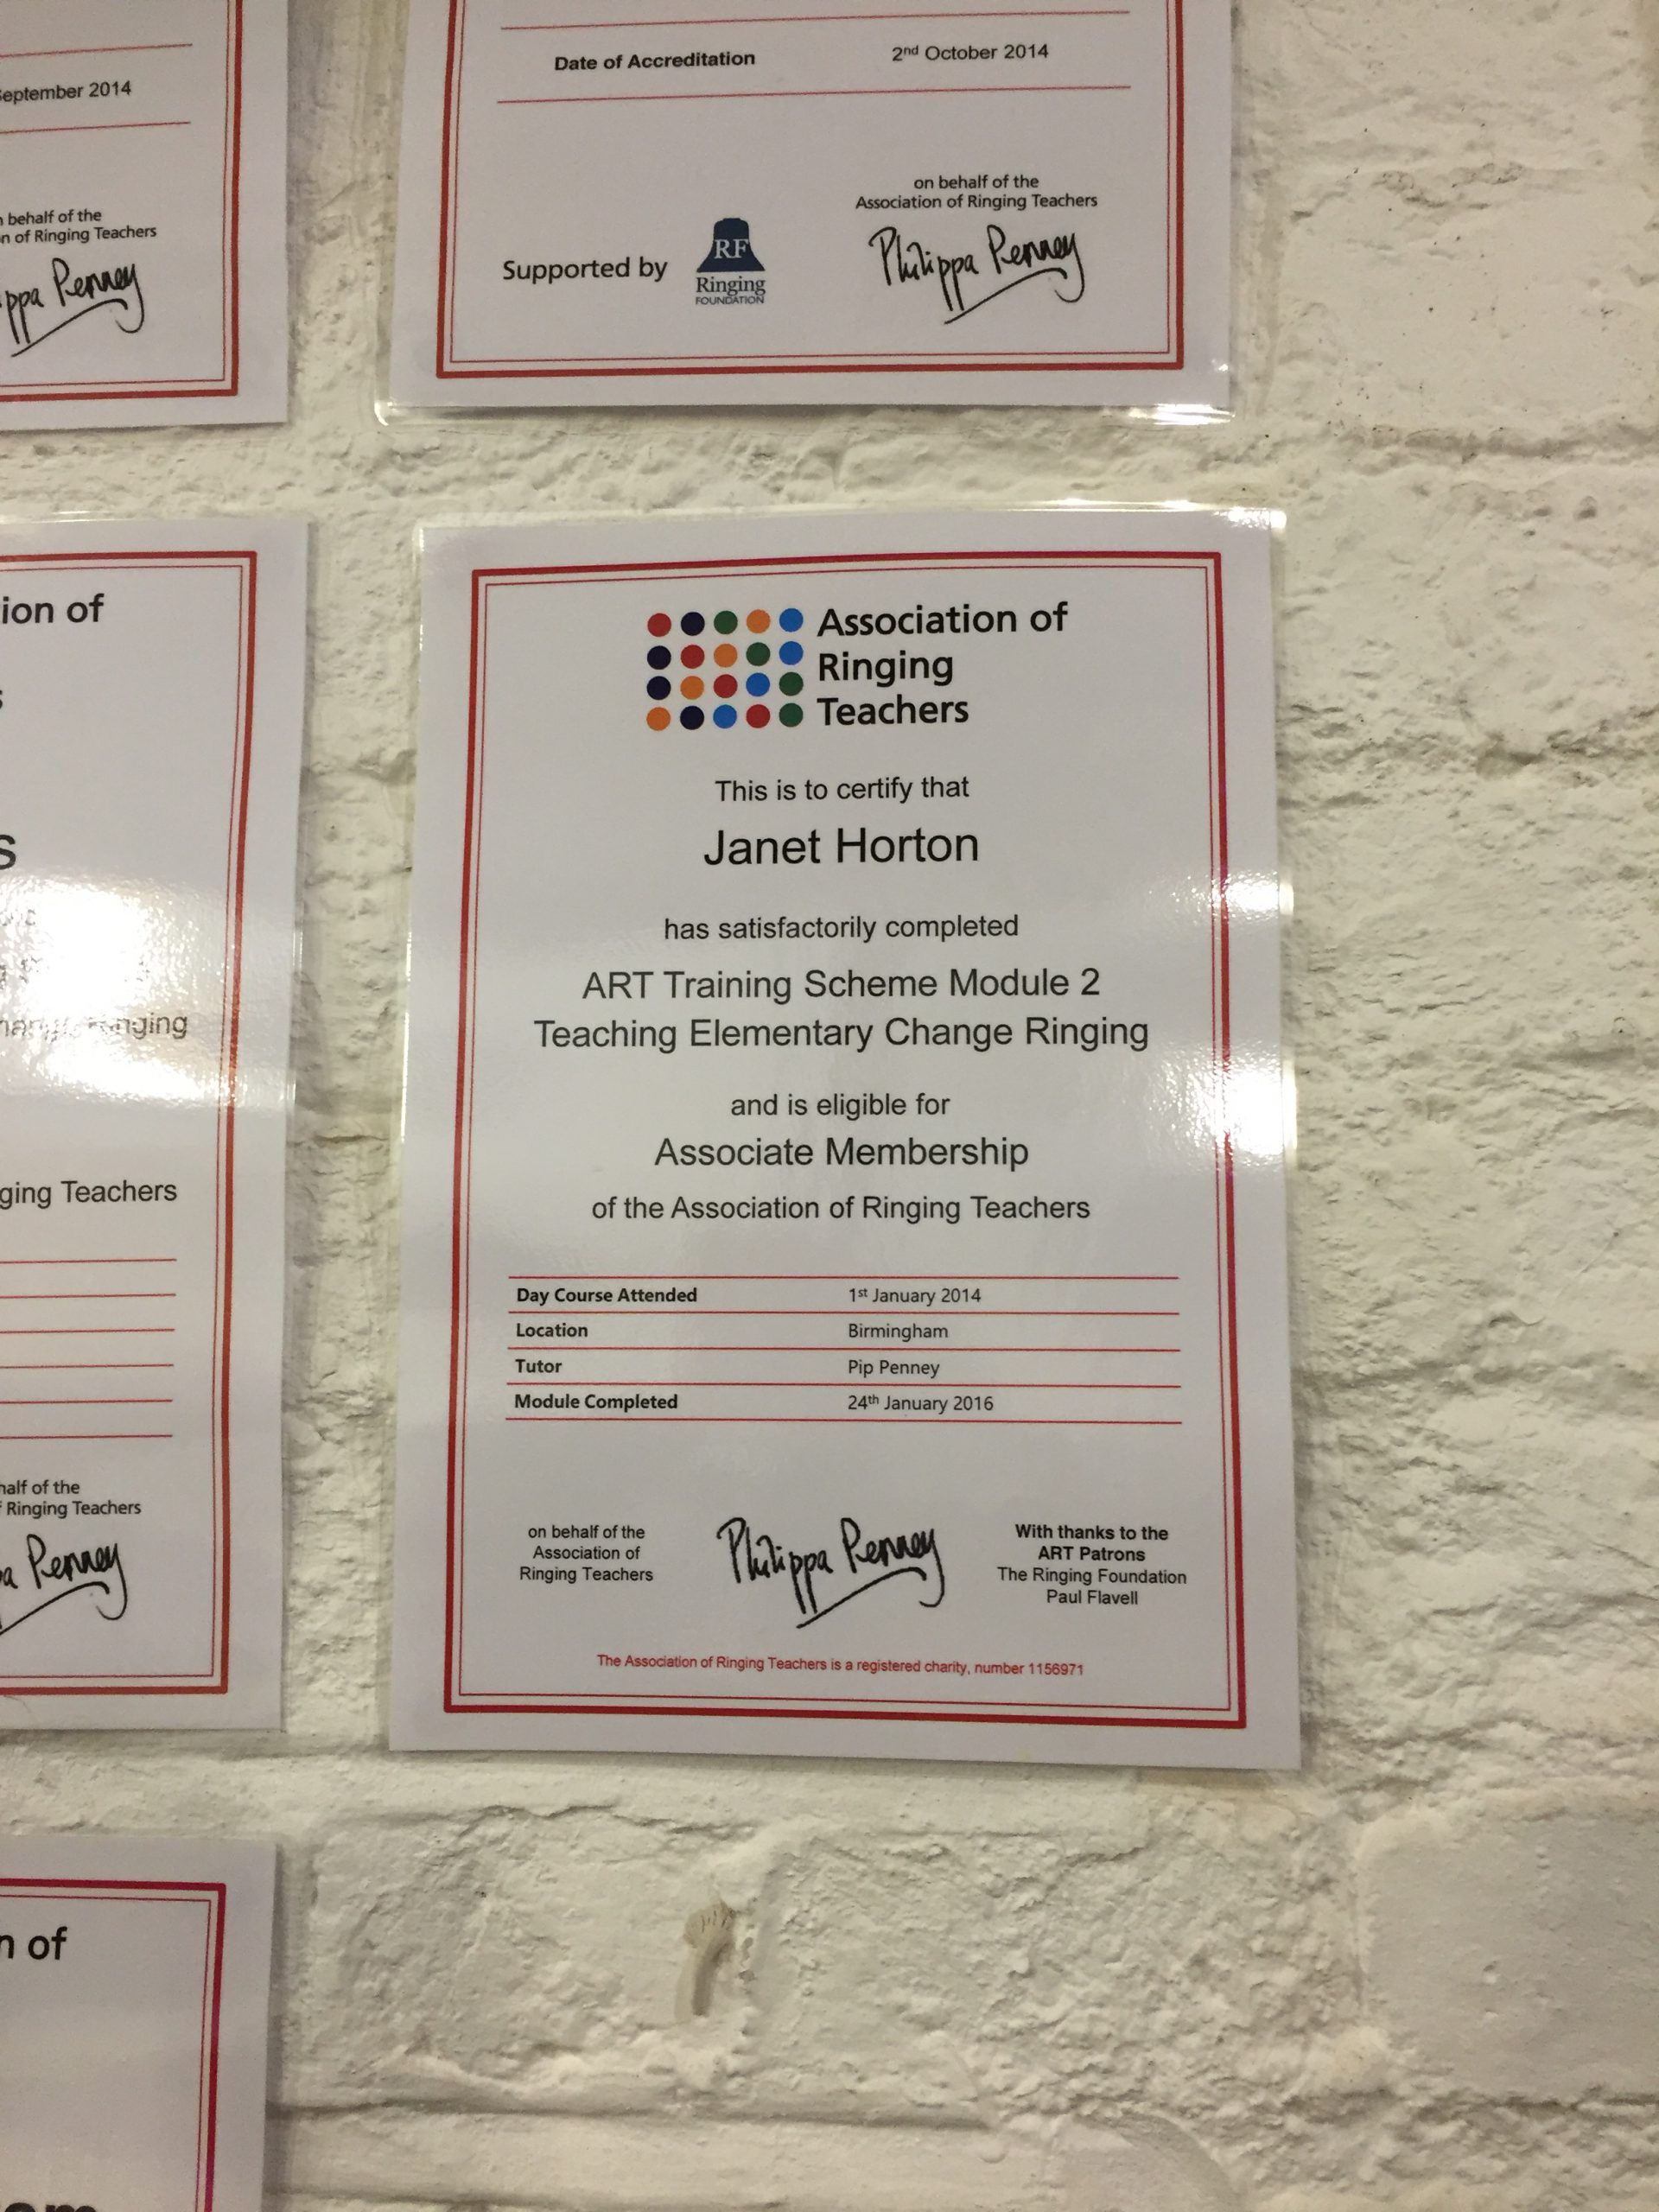 September 2014
behalf of the
n of Ringing Teachers
ppa Penney
Date of Accreditation 2nd October 2014
on behalf of the
Association of Ringing Teachers
Supported by
RF
Ringing
FOUNDATION
Philippa Penney
ion of
s
S
ringing
ging Teachers
half of the
Ringing Teachers
a Penney
Association of
Ringing
Teachers
This is to certify that
Janet Horton
has satisfactorily completed
ART Training Scheme Module 2
Teaching Elementary Change Ringing
and is eligible for
Associate Membership
of the Association of Ringing Teachers
Day Course Attended 1st January 2014
Location Birmingham
Tutor Pip Penney
Module Completed 24th January 2016
on behalf of the
Association of
Ringing Teachers
Philippa Penney
With thanks to the
ART Patrons
The Ringing Foundation
Paul Flavell
The Association of Ringing Teachers is a registered charity, number 1156971
n of